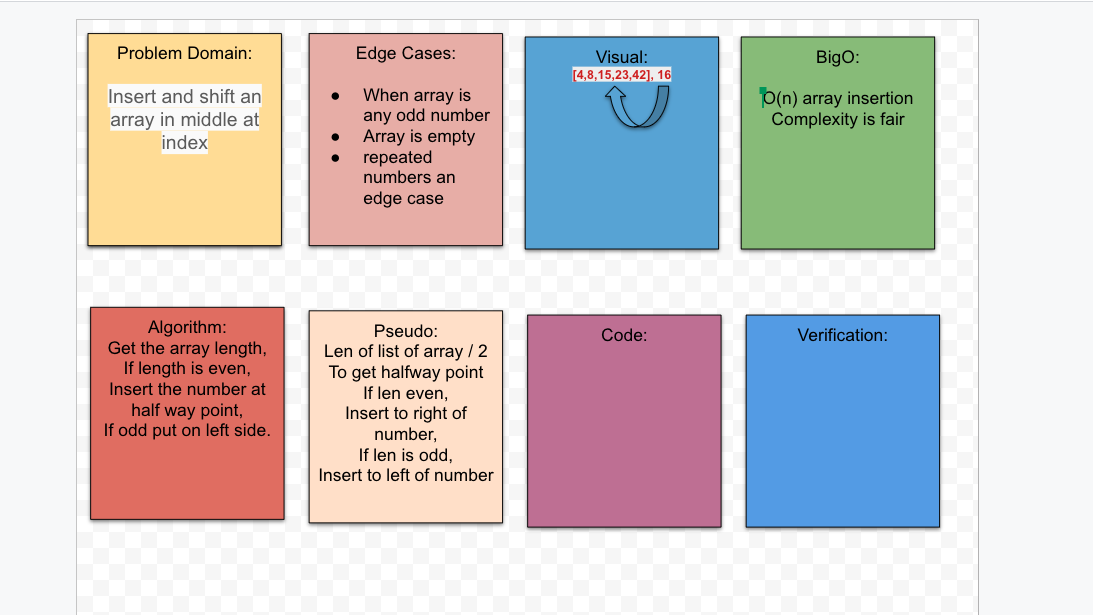 Problem Domain:
Insert and shift an
array in middle at
index
Edge Cases:
● When array is
any odd number
● Array is empty
● repeated
numbers an
edge case
Visual:
[4,8,15,23,42], 16
BigO:
O(n) array insertion
Complexity is fair
Algorithm:
Get the array length,
If length is even,
Insert the number at
half way point,
If odd put on left side.
Pseudo:
Len of list of array / 2
To get halfway point
If len even,
Insert to right of
number,
If len is odd,
Insert to left of number
Code:
Verification: